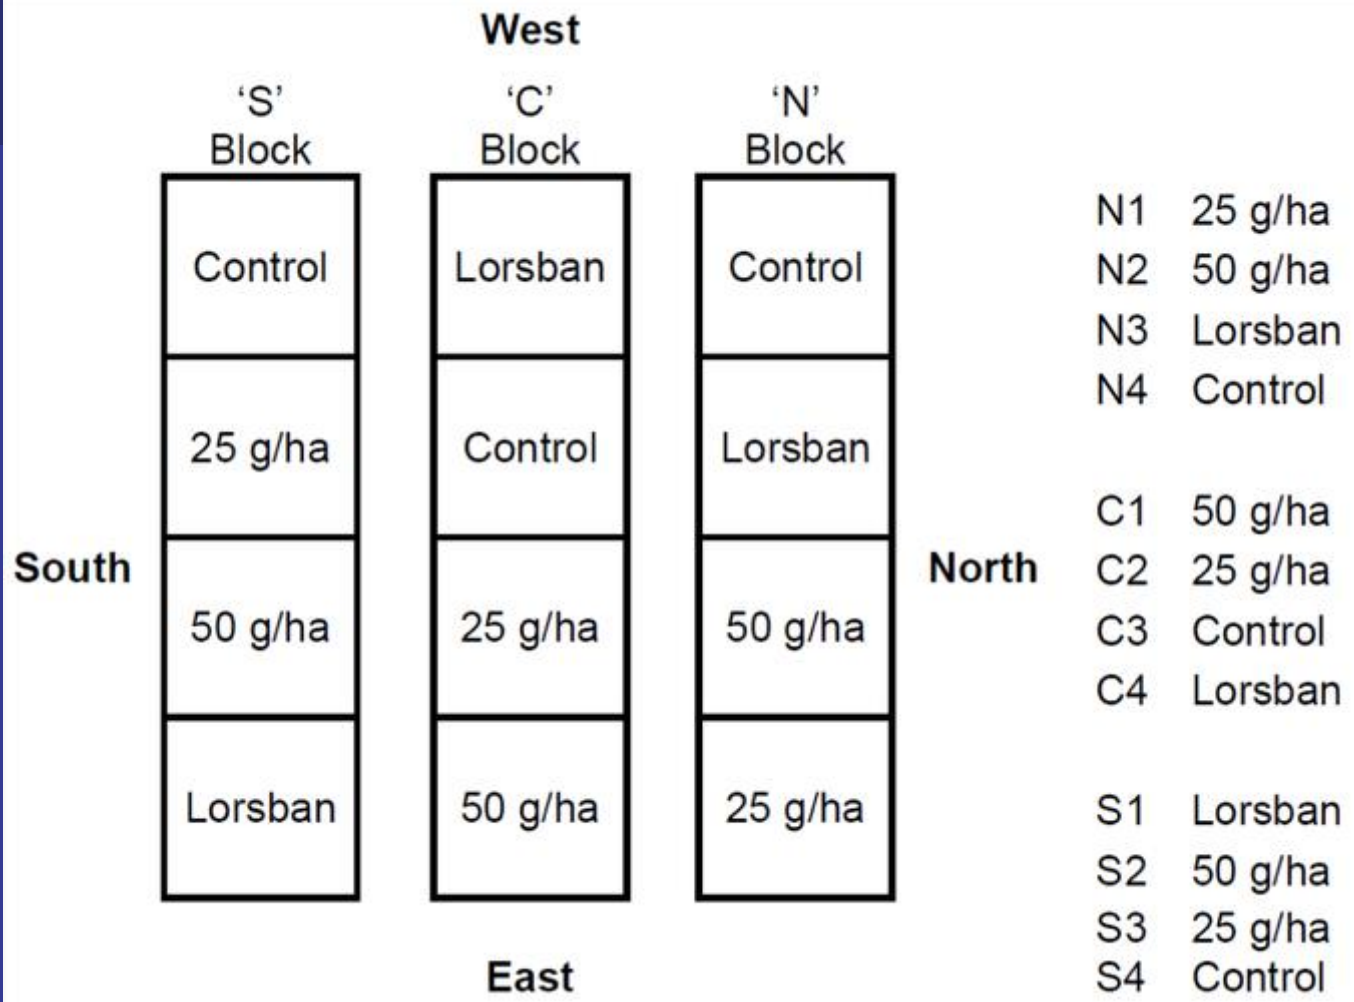 West
‘S’ Block
‘C’ Block
‘N’ Block
Control
Lorsban
Control
25 g/ha
Control
Lorsban
South
North
50 g/ha
25 g/ha
50 g/ha
Lorsban
50 g/ha
25 g/ha
East
N1 25 g/ha
N2 50 g/ha
N3 Lorsban
N4 Control
C1 50 g/ha
C2 25 g/ha
C3 Control
C4 Lorsban
S1 Lorsban
S2 50 g/ha
S3 25 g/ha
S4 Control